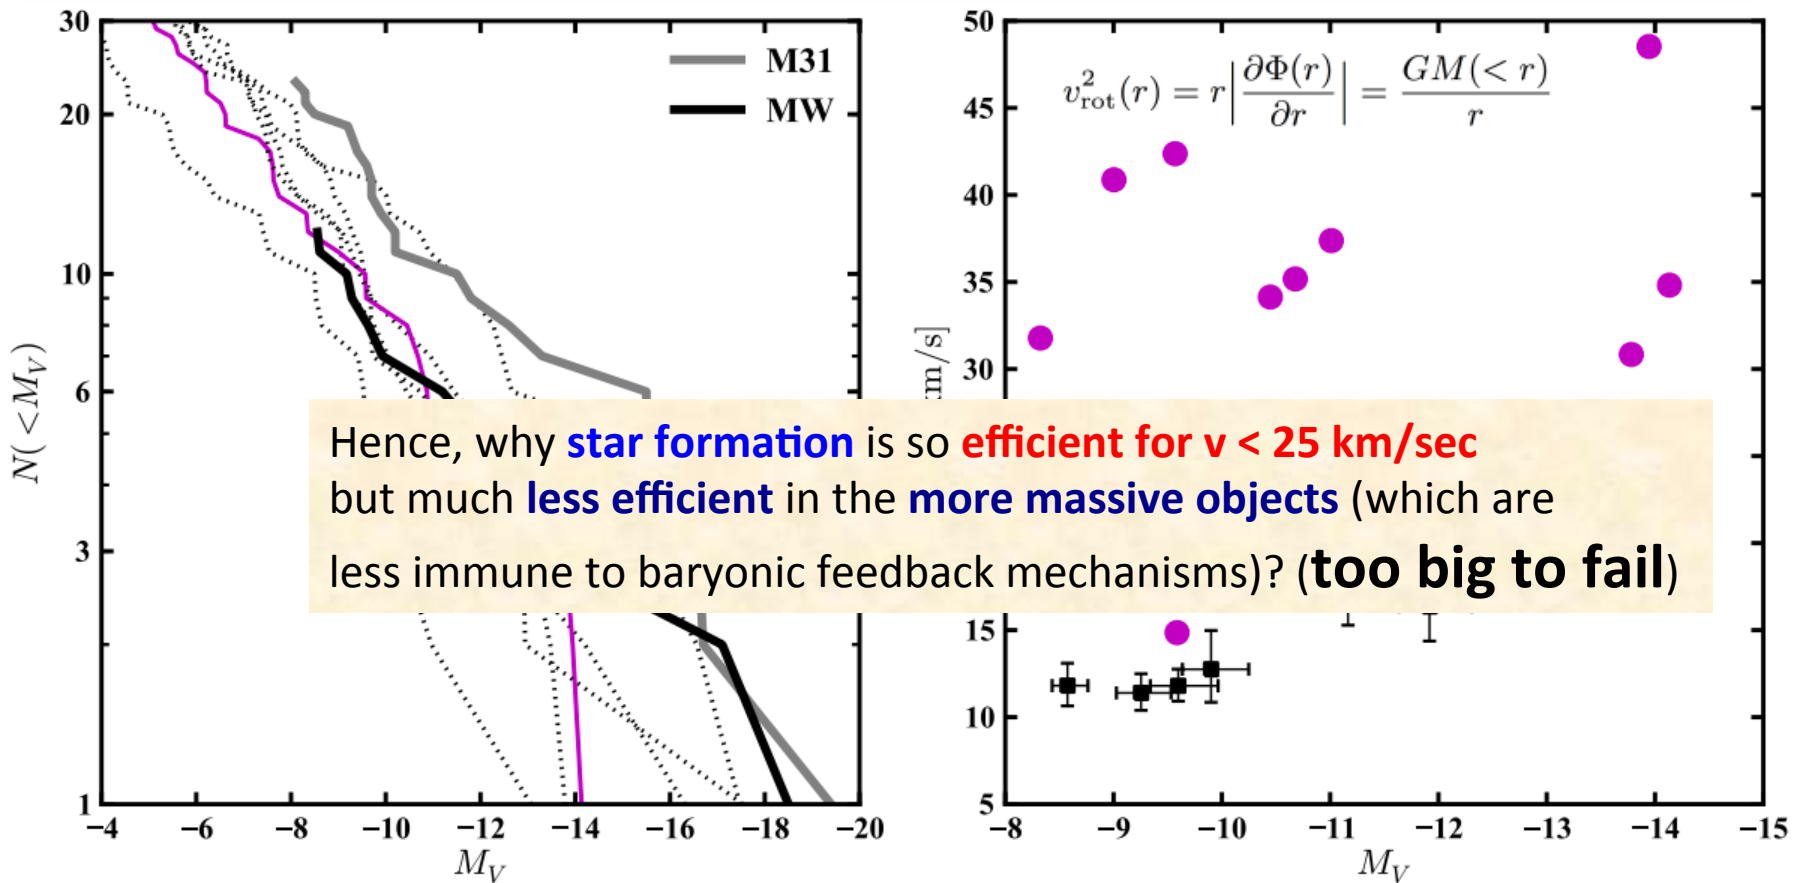 30
20
10
6
3
1
N( <M_V)
−4 −6 −8 −10 −12 −14 −16 −18 −20
M_V
M31
MW
50
45
40
35
30
15
10
5
m/s]
v²_rot(r) = r|∂Φ(r)/∂r| = GM(< r)/r
−8 −9 −10 −11 −12 −13 −14 −15
M_V
Hence, why star formation is so efficient for v < 25 km/sec
but much less efficient in the more massive objects (which are
less immune to baryonic feedback mechanisms)? (too big to fail)